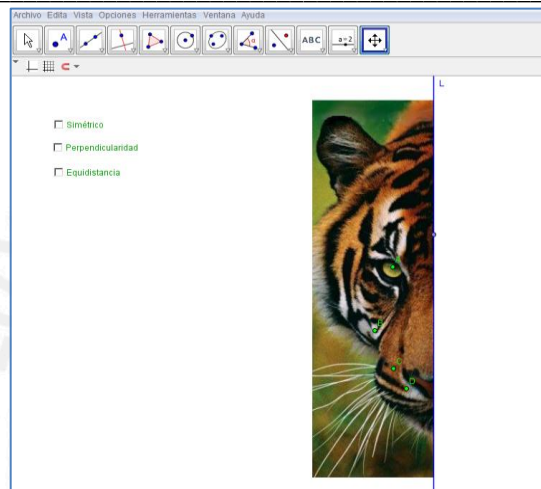 Archivo Edita Vista Opciones Herramientas Ventana Ayuda
A
ABC
a=2
L
Simétrico
Perpendicularidad
Equidistancia
D